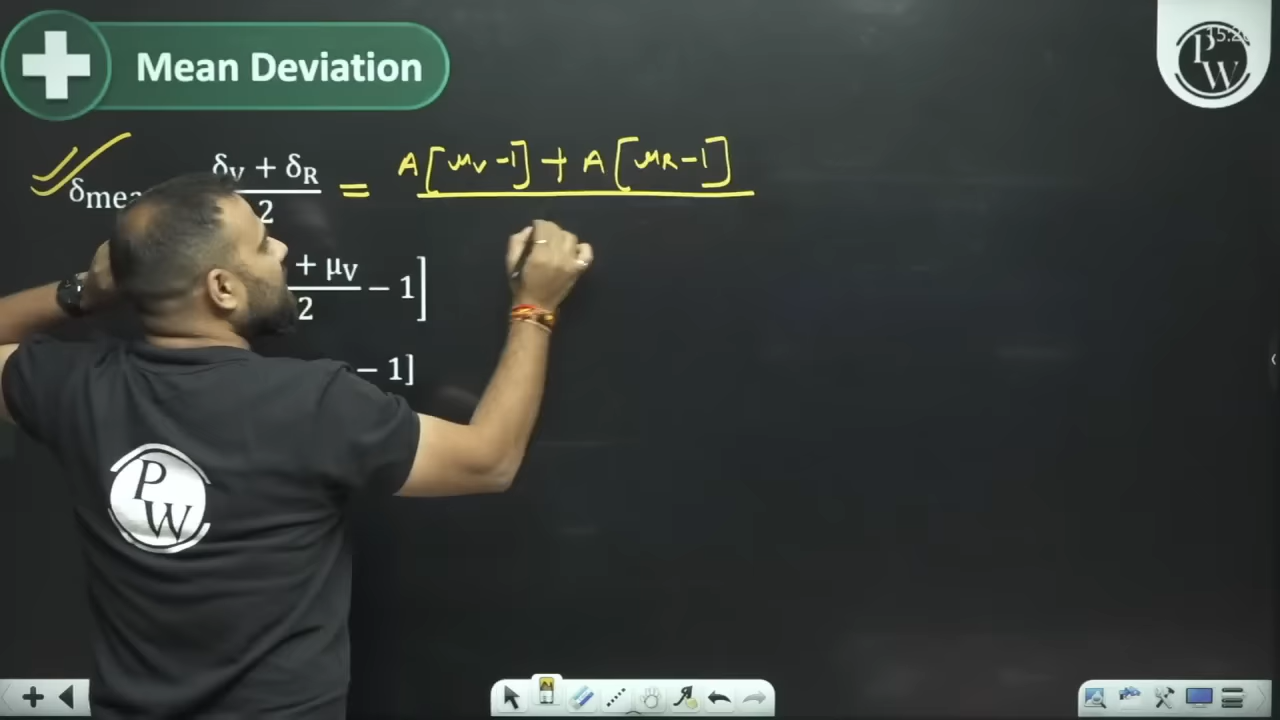 Mean Deviation
δmea δV + δR / 2 = A[μv - 1] + A[μR - 1]
+ μV / 2 - 1]
- 1]
PW
PW